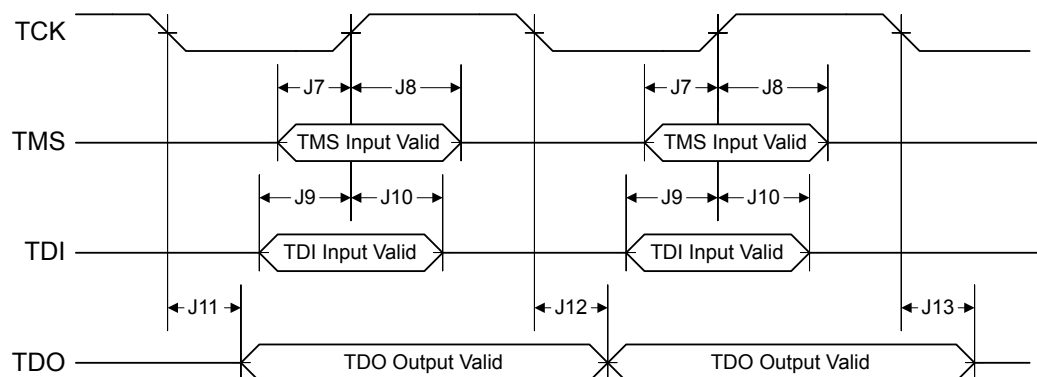 TCK
J7 J8 J7 J8
TMS TMS Input Valid TMS Input Valid
J9 J10 J9 J10
TDI TDI Input Valid TDI Input Valid
J11 J12 J13
TDO TDO Output Valid TDO Output Valid